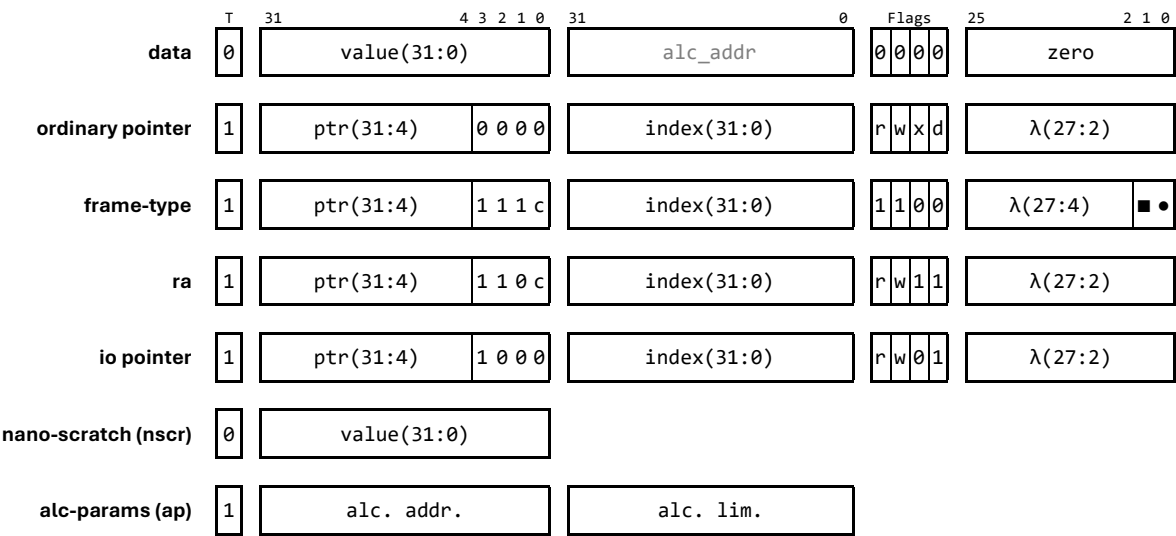 T 31 4 3 2 1 0 31 0 Flags 25 2 1 0
data 0 value(31:0) alc_addr 0 0 0 0 zero
ordinary pointer 1 ptr(31:4) 0 0 0 0 index(31:0) r w x d λ(27:2)
frame-type 1 ptr(31:4) 1 1 1 c index(31:0) 1 1 0 0 λ(27:4) ■ ●
ra 1 ptr(31:4) 1 1 0 c index(31:0) r w 1 1 λ(27:2)
io pointer 1 ptr(31:4) 1 0 0 0 index(31:0) r w 0 1 λ(27:2)
nano-scratch (nscr) 0 value(31:0)
alc-params (ap) 1 alc. addr. alc. lim.